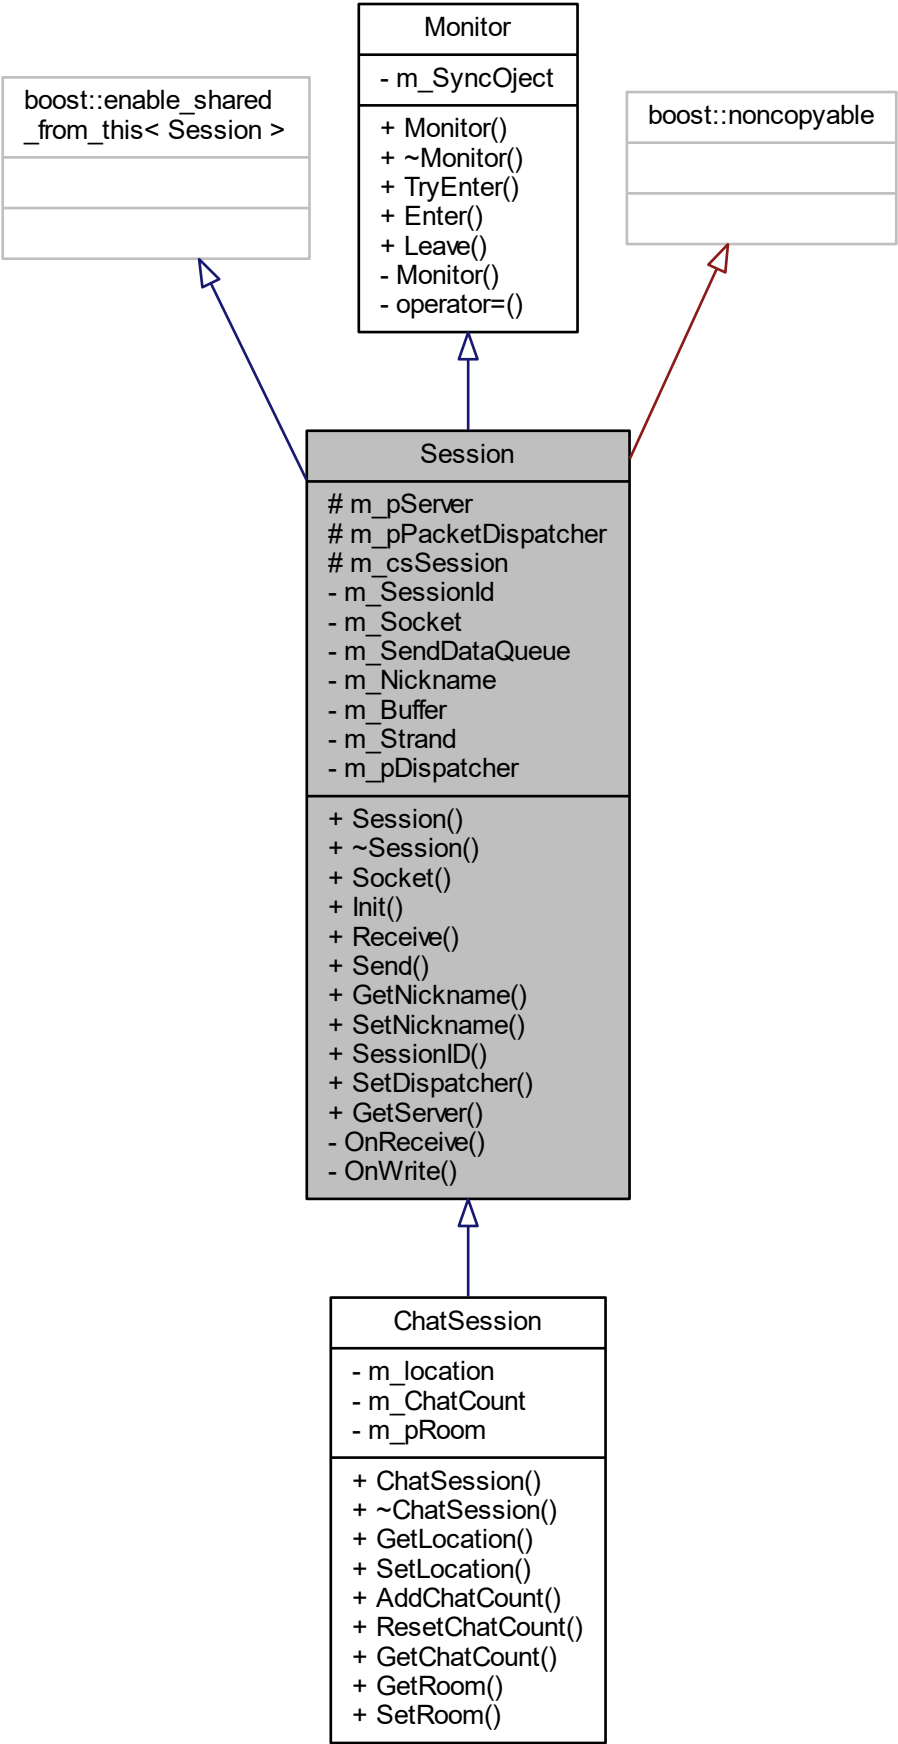 Monitor
- m_SyncOject
+ Monitor()
+ ~Monitor()
+ TryEnter()
+ Enter()
+ Leave()
- Monitor()
- operator=()
boost::enable_shared
_from_this< Session >
boost::noncopyable
Session
# m_pServer
# m_pPacketDispatcher
# m_csSession
- m_SessionId
- m_Socket
- m_SendDataQueue
- m_Nickname
- m_Buffer
- m_Strand
- m_pDispatcher
+ Session()
+ ~Session()
+ Socket()
+ Init()
+ Receive()
+ Send()
+ GetNickname()
+ SetNickname()
+ SessionID()
+ SetDispatcher()
+ GetServer()
- OnReceive()
- OnWrite()
ChatSession
- m_location
- m_ChatCount
- m_pRoom
+ ChatSession()
+ ~ChatSession()
+ GetLocation()
+ SetLocation()
+ AddChatCount()
+ ResetChatCount()
+ GetChatCount()
+ GetRoom()
+ SetRoom()